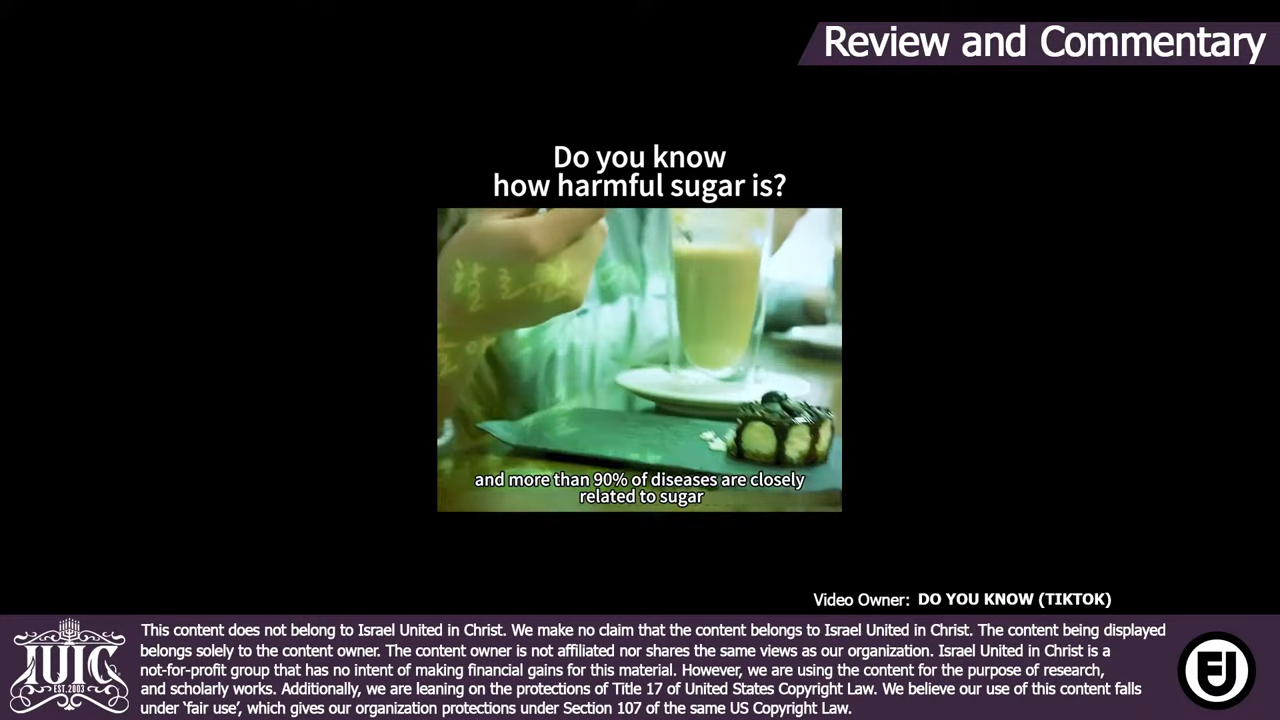 Review and Commentary
Do you know
how harmful sugar is?
and more than 90% of diseases are closely
related to sugar
Video Owner: DO YOU KNOW (TIKTOK)
This content does not belong to Israel United in Christ. We make no claim that the content belongs to Israel United in Christ. The content being displayed
belongs solely to the content owner. The content owner is not affiliated nor shares the same views as our organization. Israel United in Christ is a
not-for-profit group that has no intent of making financial gains for this material. However, we are using the content for the purpose of research,
and scholarly works. Additionally, we are leaning on the protections of Title 17 of United States Copyright Law. We believe our use of this content falls
under 'fair use', which gives our organization protections under Section 107 of the same US Copyright Law.
IUIC
EST. 2003